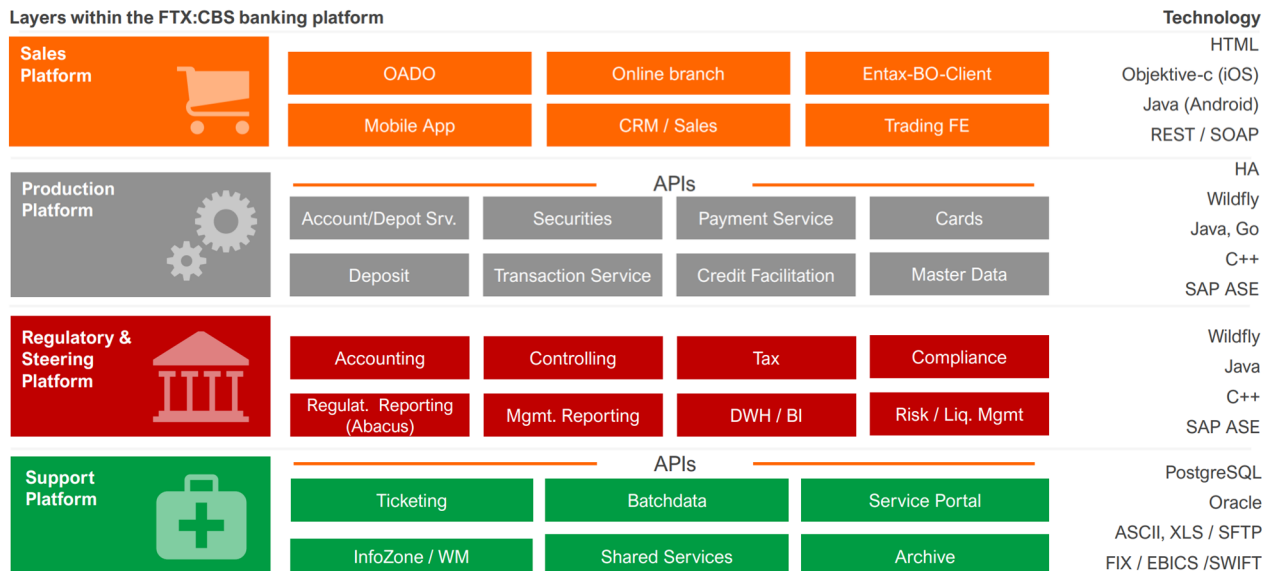 Layers within the FTX:CBS banking platform
Technology
Sales
Platform
OADO
Online branch
Entax-BO-Client
Mobile App
CRM / Sales
Trading FE
HTML
Objektive-c (iOS)
Java (Android)
REST / SOAP
Production
Platform
APIs
Account/Depot Srv.
Securities
Payment Service
Cards
Deposit
Transaction Service
Credit Facilitation
Master Data
HA
Wildfly
Java, Go
C++
SAP ASE
Regulatory &
Steering
Platform
Accounting
Controlling
Tax
Compliance
Regulat. Reporting
(Abacus)
Mgmt. Reporting
DWH / BI
Risk / Liq. Mgmt
Wildfly
Java
C++
SAP ASE
Support
Platform
APIs
Ticketing
Batchdata
Service Portal
InfoZone / WM
Shared Services
Archive
PostgreSQL
Oracle
ASCII, XLS / SFTP
FIX / EBICS /SWIFT